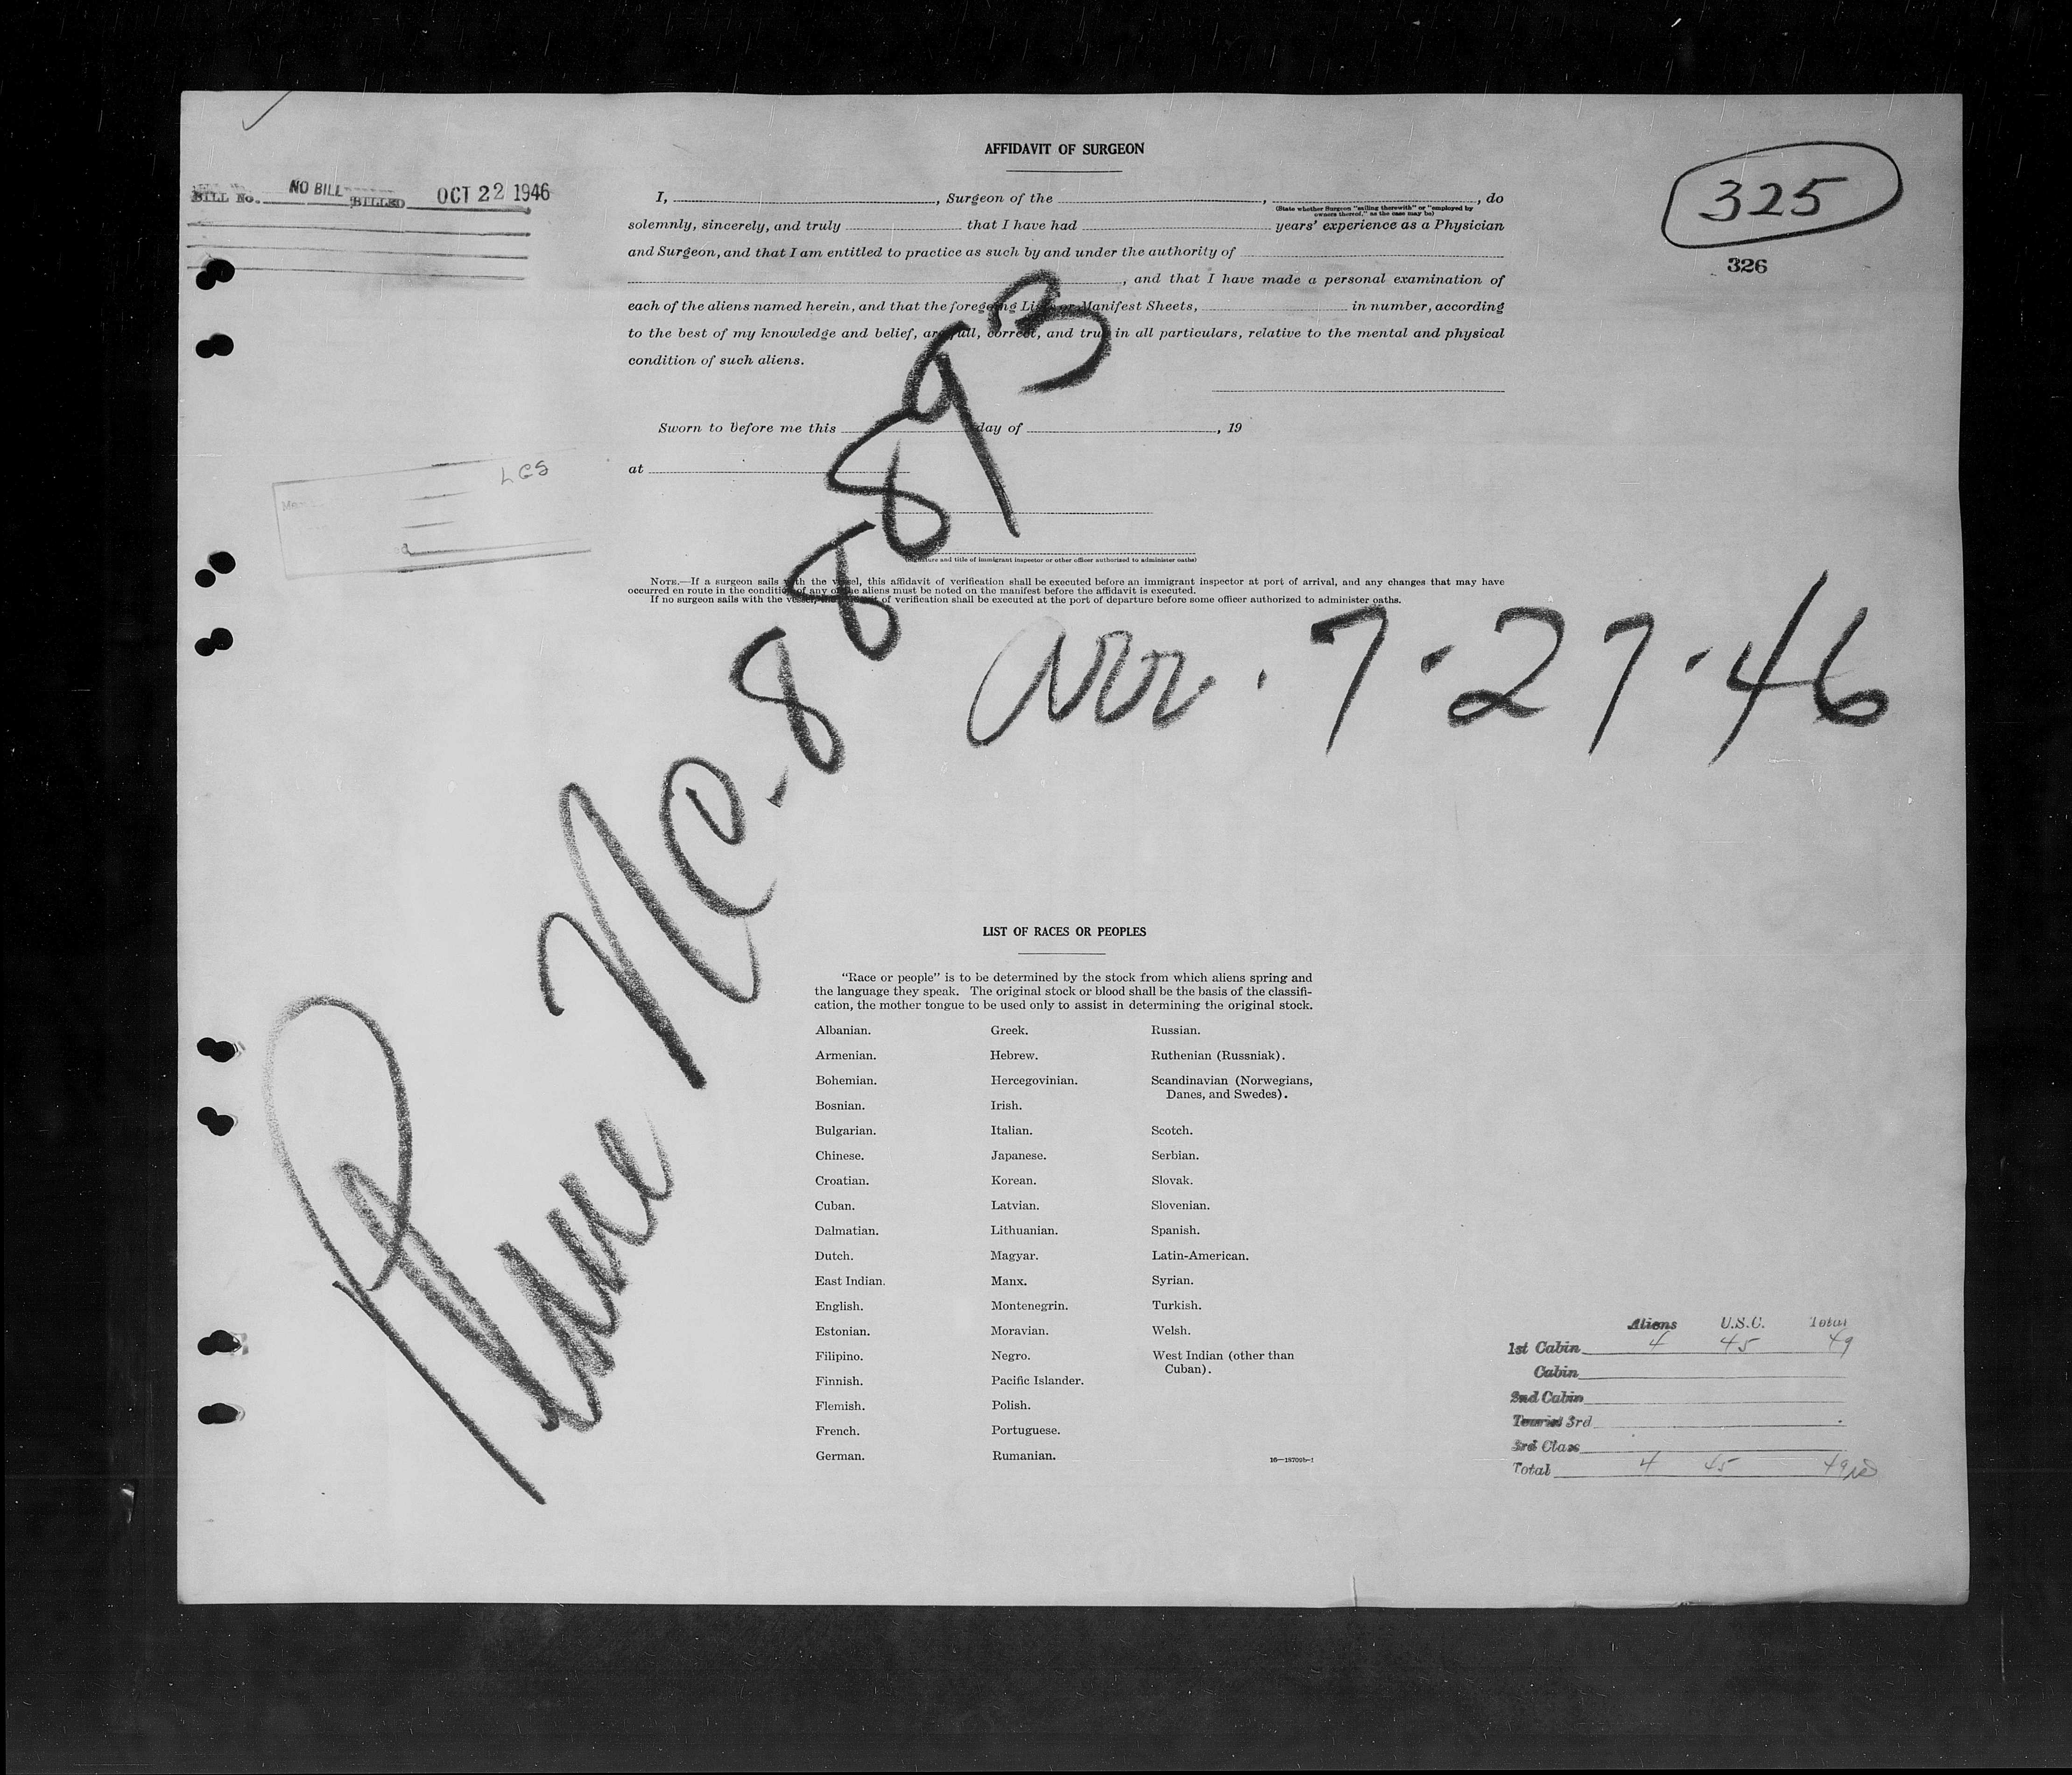 AFFIDAVIT OF SURGEON
BILL No. NO BILL BILLED OCT 22 1946
325
326
I, , Surgeon of the , , do
(State whether Surgeon "sailing therewith" or "employed by
owners thereof," as the case may be)
solemnly, sincerely, and truly that I have had years' experience as a Physician
and Surgeon, and that I am entitled to practice as such by and under the authority of
, and that I have made a personal examination of
each of the aliens named herein, and that the foregoing Lists or Manifest Sheets, in number, according
to the best of my knowledge and belief, are full, correct, and true in all particulars, relative to the mental and physical
condition of such aliens.
Sworn to before me this day of , 19
at
LGS
(Signature and title of immigrant inspector or other officer authorized to administer oaths)
NOTE.—If a surgeon sails with the vessel, this affidavit of verification shall be executed before an immigrant inspector at port of arrival, and any changes that may have
occurred en route in the condition of any of the aliens must be noted on the manifest before the affidavit is executed.
If no surgeon sails with the vessel, the affidavit of verification shall be executed at the port of departure before some officer authorized to administer oaths.
Plane NC-88893
arr. 7-27-46
LIST OF RACES OR PEOPLES
"Race or people" is to be determined by the stock from which aliens spring and
the language they speak. The original stock or blood shall be the basis of the classifi-
cation, the mother tongue to be used only to assist in determining the original stock.
Albanian. Greek. Russian.
Armenian. Hebrew. Ruthenian (Russniak).
Bohemian. Hercegovinian. Scandinavian (Norwegians,
Danes, and Swedes).
Bosnian. Irish.
Bulgarian. Italian. Scotch.
Chinese. Japanese. Serbian.
Croatian. Korean. Slovak.
Cuban. Latvian. Slovenian.
Dalmatian. Lithuanian. Spanish.
Dutch. Magyar. Latin-American.
East Indian. Manx. Syrian.
English. Montenegrin. Turkish.
Estonian. Moravian. Welsh.
Filipino. Negro. West Indian (other than
Cuban).
Finnish. Pacific Islander.
Flemish. Polish.
French. Portuguese.
German. Rumanian.
16—18700b-1
Aliens U.S.C. Total
1st Cabin 4 45 49
Cabin
2nd Cabin
Tourist 3rd
3rd Class
Total 4 45 49